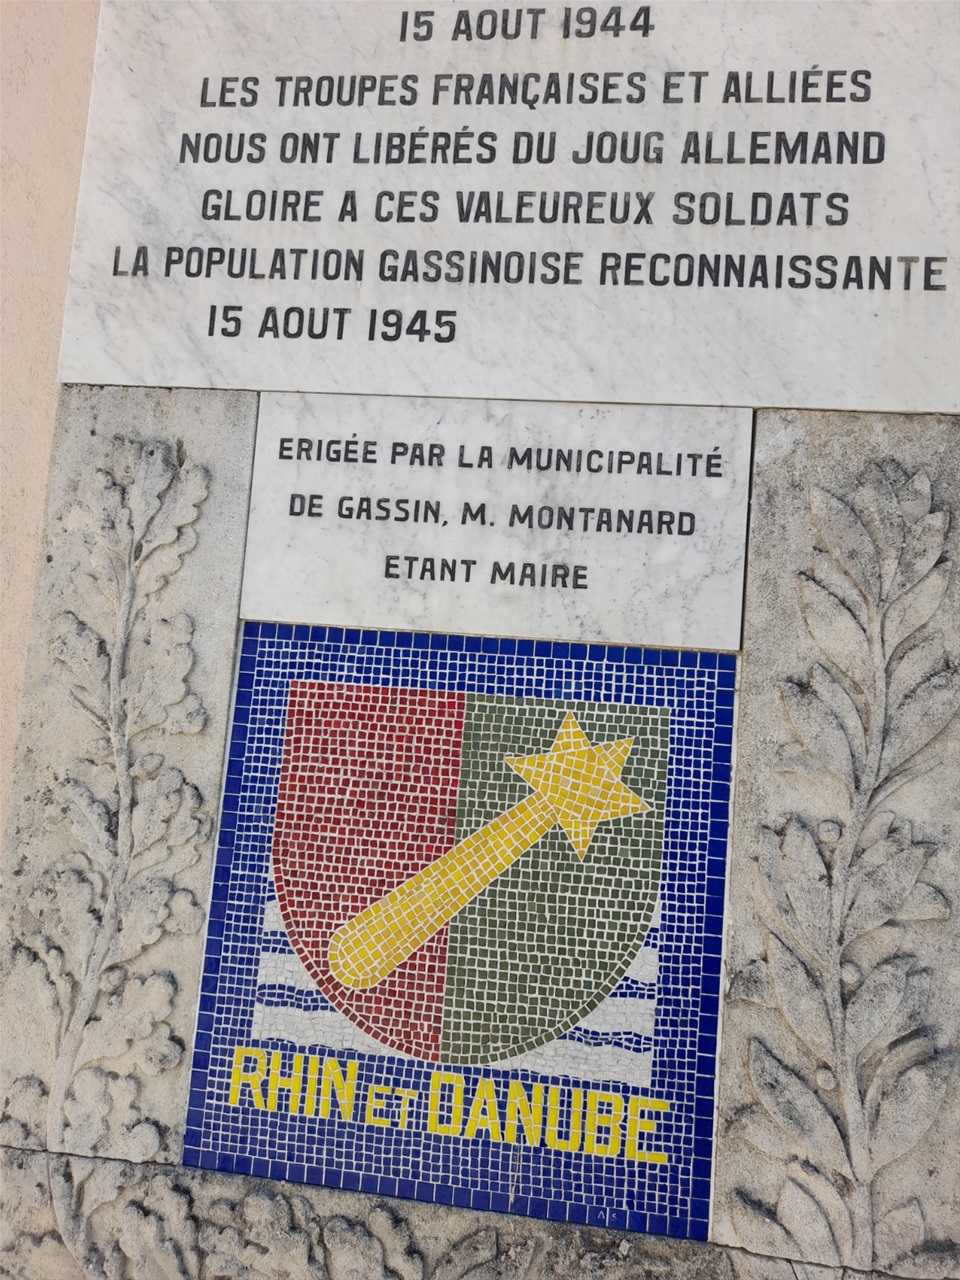 15 AOUT 1944
LES TROUPES FRANÇAISES ET ALLIÉES
NOUS ONT LIBÉRÉS DU JOUG ALLEMAND
GLOIRE A CES VALEUREUX SOLDATS
LA POPULATION GASSINOISE RECONNAISSANTE
15 AOUT 1945
ERIGÉE PAR LA MUNICIPALITÉ
DE GASSIN, M. MONTANARD
ETANT MAIRE
RHIN ET DANUBE